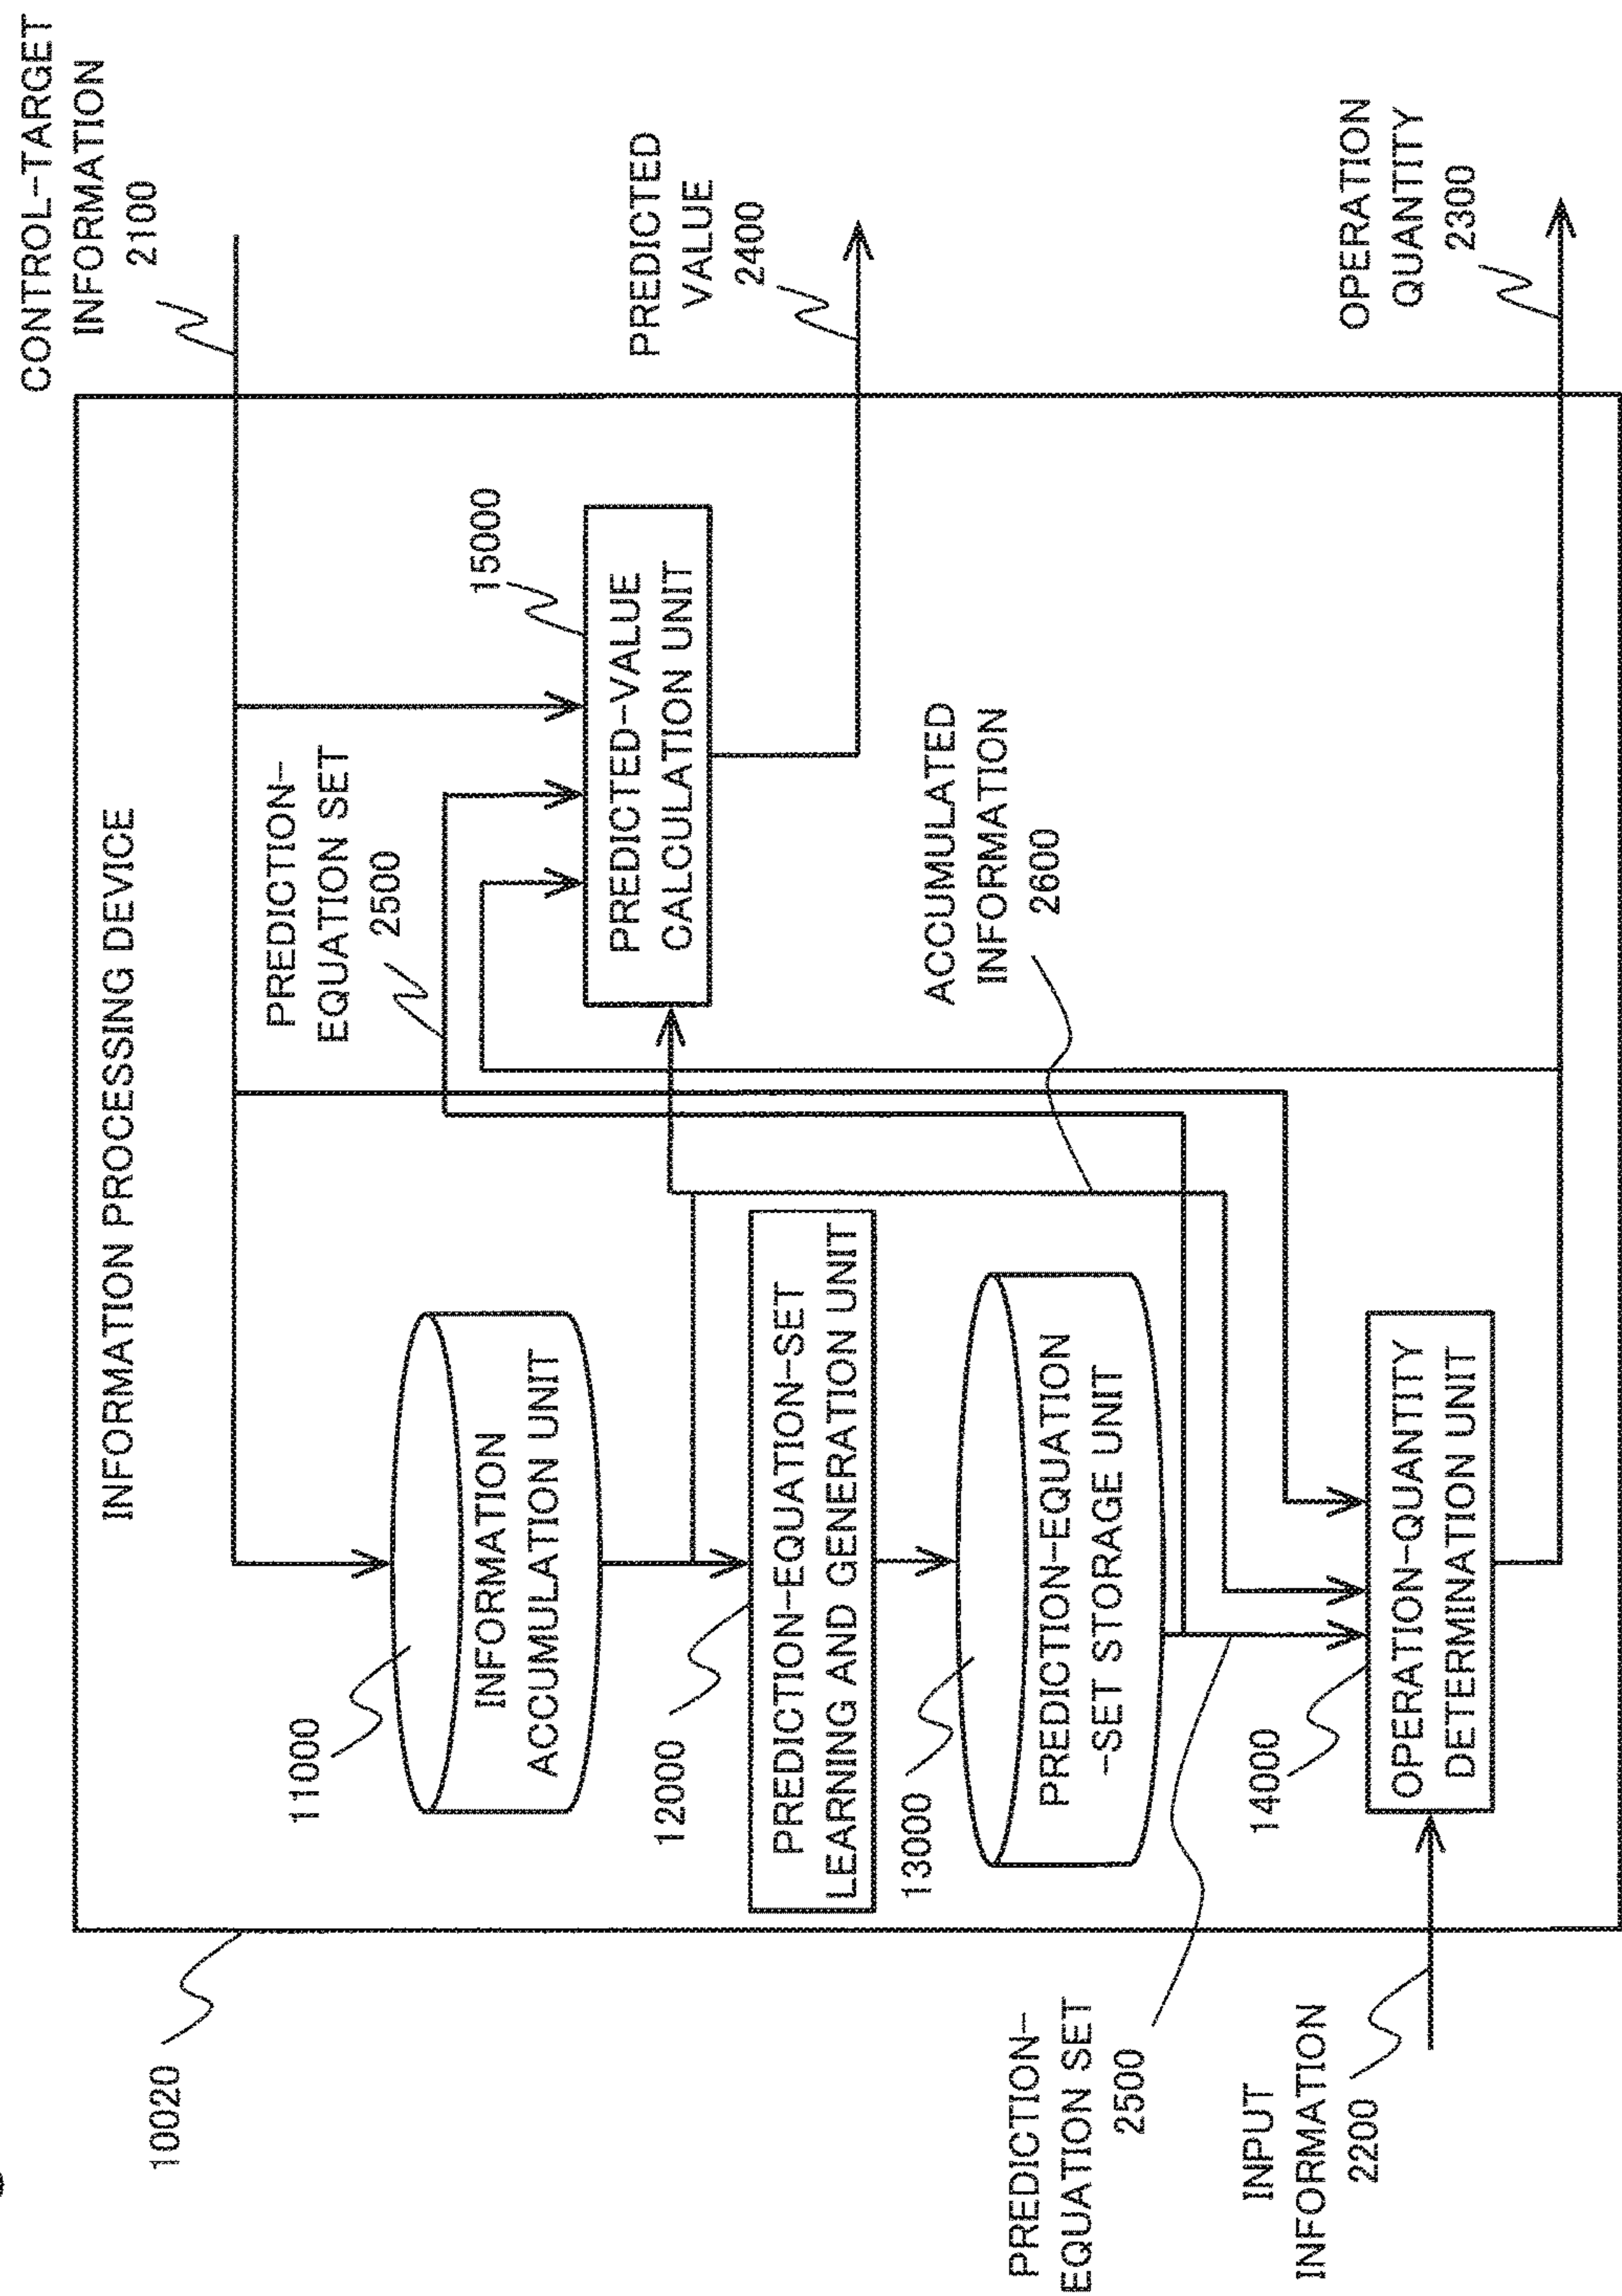 10020
INFORMATION PROCESSING DEVICE
CONTROL-TARGET
INFORMATION
2100
11000
INFORMATION
ACCUMULATION UNIT
PREDICTION-
EQUATION SET
2500
15000
PREDICTED-VALUE
CALCULATION UNIT
PREDICTED
VALUE
2400
12000
PREDICTION-EQUATION-SET
LEARNING AND GENERATION UNIT
13000
PREDICTION-EQUATION
-SET STORAGE UNIT
ACCUMULATED
INFORMATION
2600
PREDICTION-
EQUATION SET
2500
14000
OPERATION-QUANTITY
DETERMINATION UNIT
INPUT
INFORMATION
2200
OPERATION
QUANTITY
2300